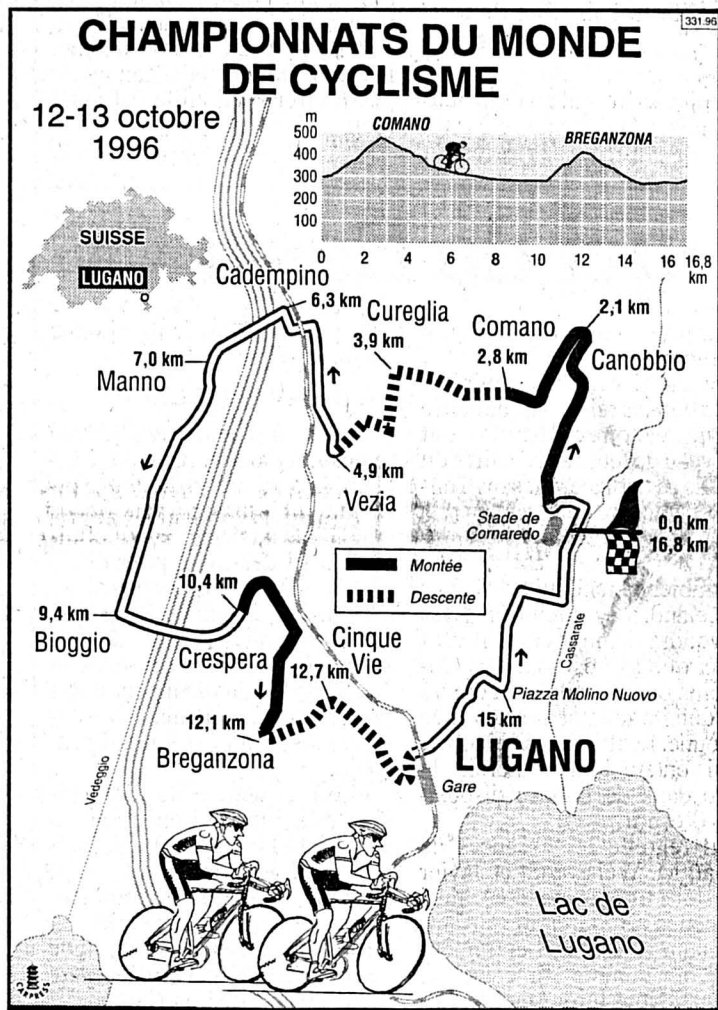 331.96
CHAMPIONNATS DU MONDE
DE CYCLISME
12-13 octobre
1996
m
500
400
300
200
100
COMANO
BREGANZONA
0 2 4 6 8 10 12 14 16 16,8
km
SUISSE
LUGANO
Cadempino
6,3 km
Cureglia
3,9 km
Comano
2,8 km
2,1 km
Canobbio
7,0 km
Manno
4,9 km
Vezia
Stade de
Cornaredo
0,0 km
16,8 km
Montée
Descente
10,4 km
9,4 km
Bioggio
Crespera
Cinque
Vie
12,7 km
Cassarate
Piazza Molino Nuovo
15 km
12,1 km
Breganzona
LUGANO
Gare
Vedeggio
Lac de
Lugano